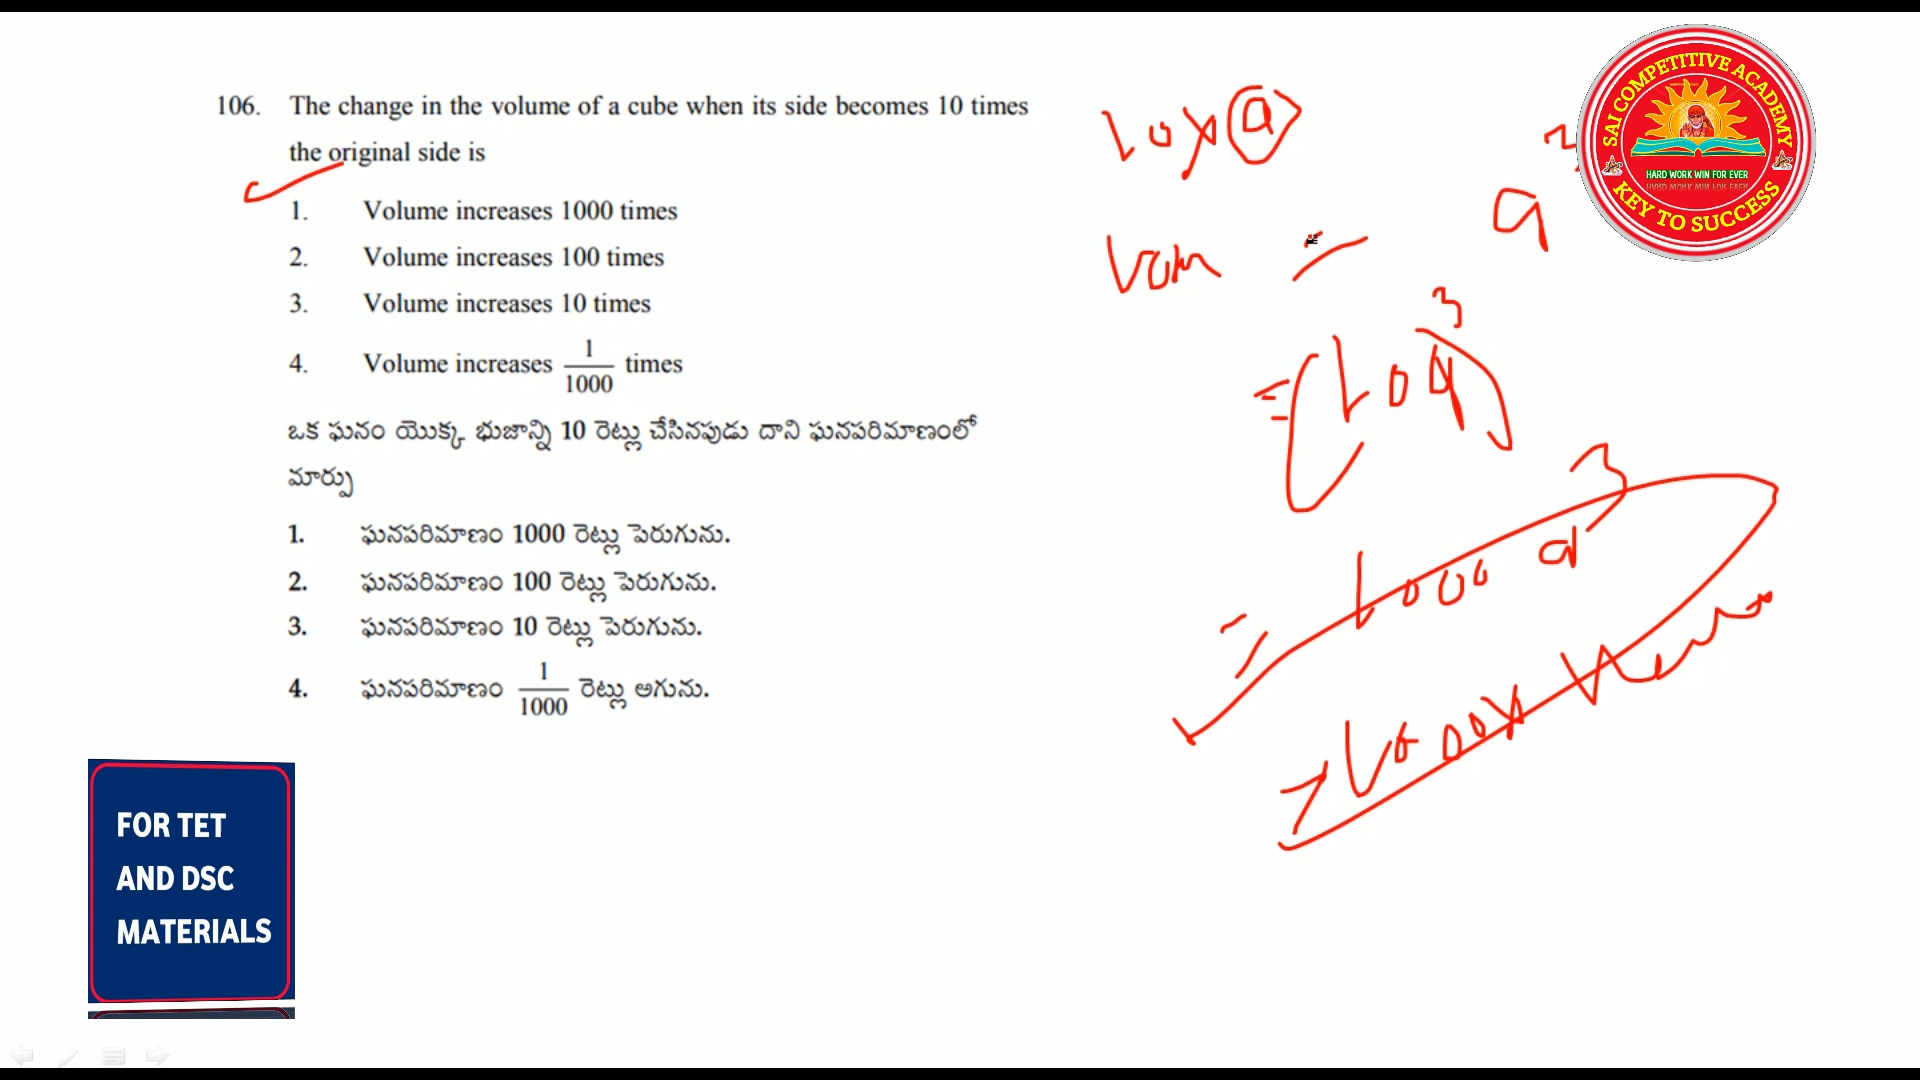 106. The change in the volume of a cube when its side becomes 10 times
the original side is
1. Volume increases 1000 times
2. Volume increases 100 times
3. Volume increases 10 times
4. Volume increases 1/1000 times
ఒక ఘనం యొక్క భుజాన్ని 10 రెట్లు చేసినపుడు దాని ఘనపరిమాణంలో
మార్పు
1. ఘనపరిమాణం 1000 రెట్లు పెరుగును.
2. ఘనపరిమాణం 100 రెట్లు పెరుగును.
3. ఘనపరిమాణం 10 రెట్లు పెరుగును.
4. ఘనపరిమాణం 1/1000 రెట్లు అగును.
10 × a
= (10a)³
= 1000 a³
SAI COMPETITIVE ACADEMY
HARD WORK WIN FOR EVER
KEY TO SUCCESS
FOR TET
AND DSC
MATERIALS